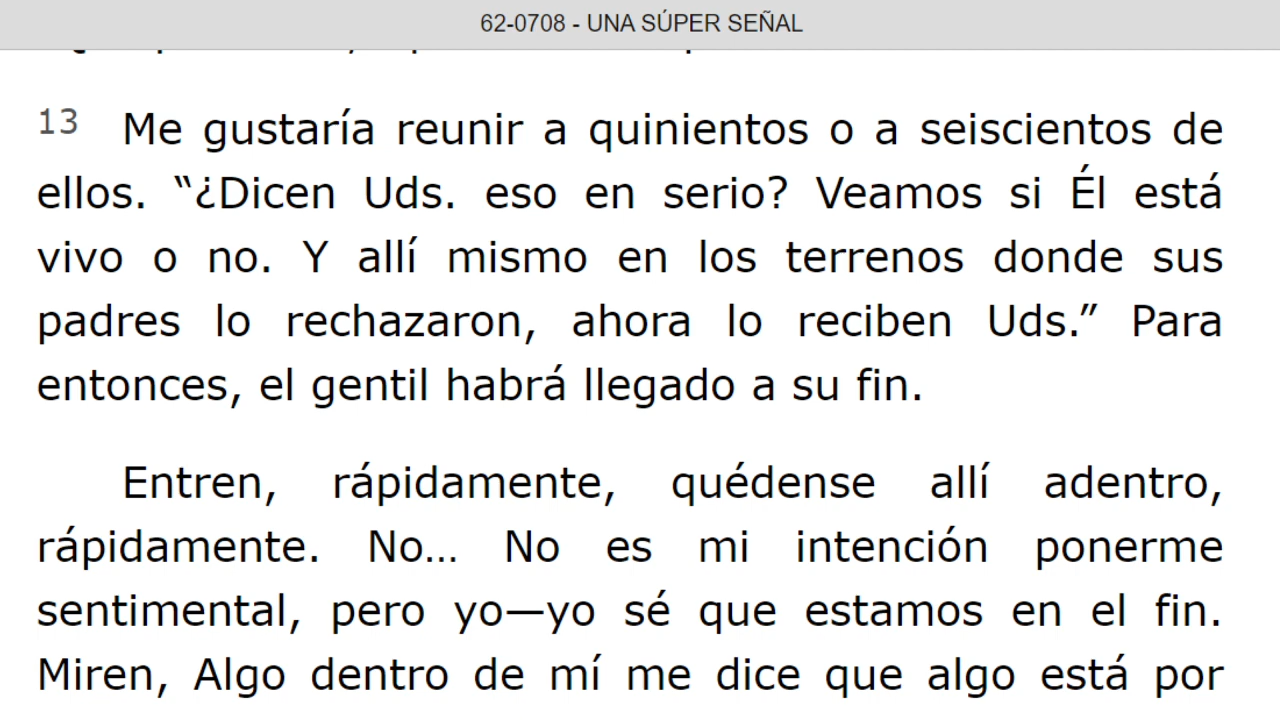 62-0708 - UNA SÚPER SEÑAL
13 Me gustaría reunir a quinientos o a seiscientos de
ellos. “¿Dicen Uds. eso en serio? Veamos si Él está
vivo o no. Y allí mismo en los terrenos donde sus
padres lo rechazaron, ahora lo reciben Uds.” Para
entonces, el gentil habrá llegado a su fin.
Entren, rápidamente, quédense allí adentro,
rápidamente. No... No es mi intención ponerme
sentimental, pero yo—yo sé que estamos en el fin.
Miren, Algo dentro de mí me dice que algo está por